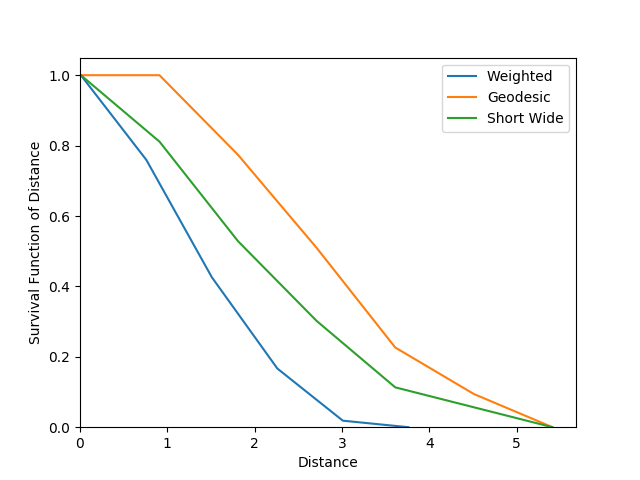 Weighted
Geodesic
Short Wide
Survival Function of Distance
1.0
0.8
0.6
0.4
0.2
0.0
0 1 2 3 4 5
Distance